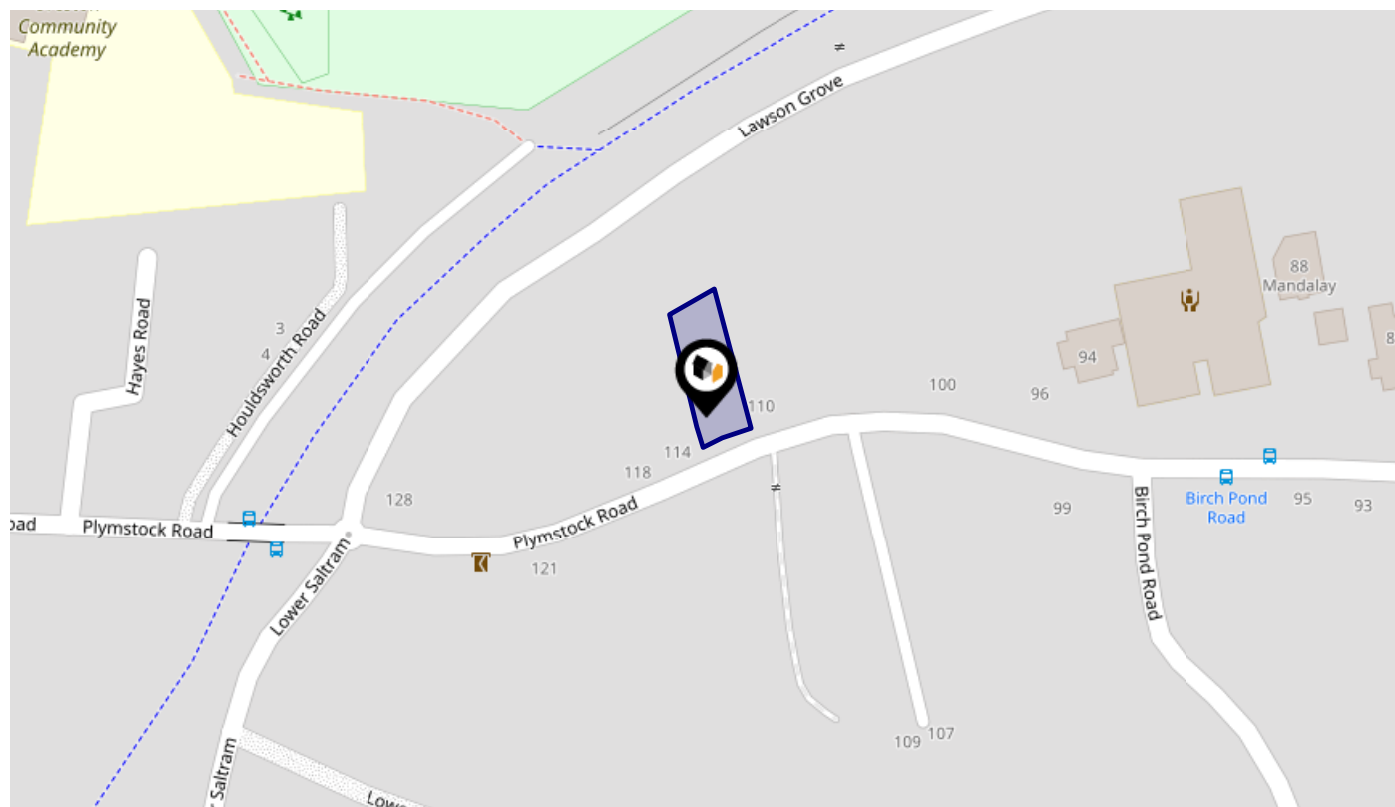 Community
Academy
Lawson Grove
Hayes Road
3
4
Houldsworth Road
88
Mandalay
94
100
96
110
114
118
128
oad
Plymstock Road
Plymstock Road
121
Lower Saltram
99
Birch Pond
Road
95
93
Birch Pond Road
109
107
Saltram
Lowe